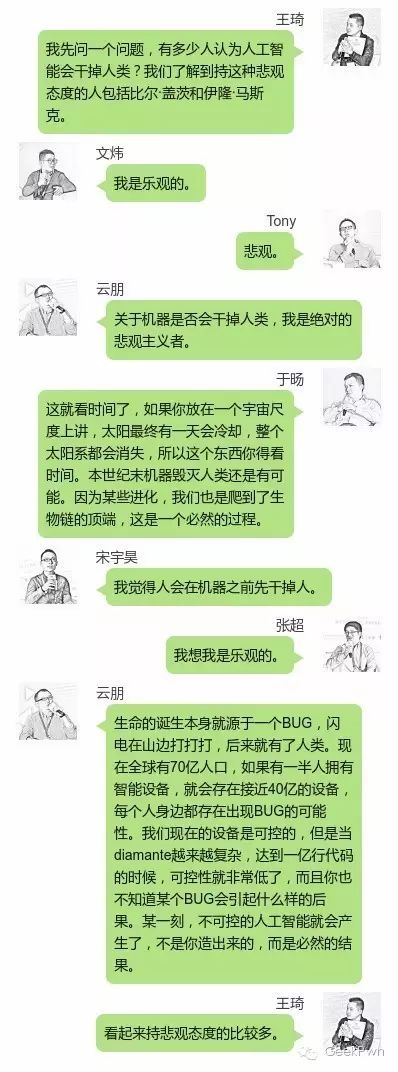 王琦
我先问一个问题，有多少人认为人工智
能会干掉人类？我们了解到持这种悲观
态度的人包括比尔·盖茨和伊隆·马斯
克。
文炜
我是乐观的。
Tony
悲观。
云朋
关于机器是否会干掉人类，我是绝对的
悲观主义者。
于旸
这就看时间了，如果你放在一个宇宙尺
度上讲，太阳最终有一天会冷却，整个
太阳系都会消失，所以这个东西你得看
时间。本世纪末机器毁灭人类还是有可
能。因为某些进化，我们也是爬到了生
物链的顶端，这是一个必然的过程。
宋宇昊
我觉得人会在机器之前先干掉人。
张超
我想我是乐观的。
云朋
生命的诞生本身就源于一个BUG，闪
电在山边打打打，后来就有了人类。现
在全球有70亿人口，如果有一半人拥有
智能设备，就会存在接近40亿的设备，
每个人身边都存在出现BUG的可能
性。我们现在的设备是可控的，但是当
diamante越来越复杂，达到一亿行代码
的时候，可控性就非常低了，而且你也
不知道某个BUG会引起什么样的后
果。某一刻，不可控的人工智能就会产
生了，不是你造出来的，而是必然的结
果。
王琦
看起来持悲观态度的比较多。
GeekPwn